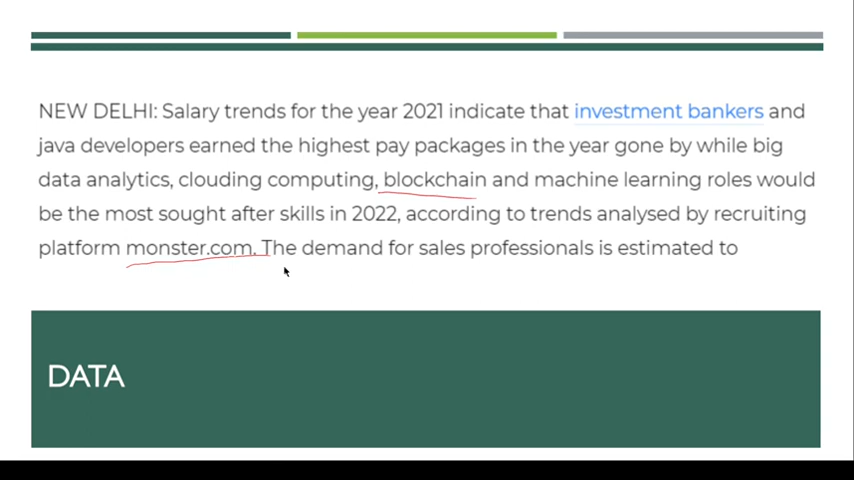 NEW DELHI: Salary trends for the year 2021 indicate that investment bankers and
java developers earned the highest pay packages in the year gone by while big
data analytics, clouding computing, blockchain and machine learning roles would
be the most sought after skills in 2022, according to trends analysed by recruiting
platform monster.com. The demand for sales professionals is estimated to
DATA